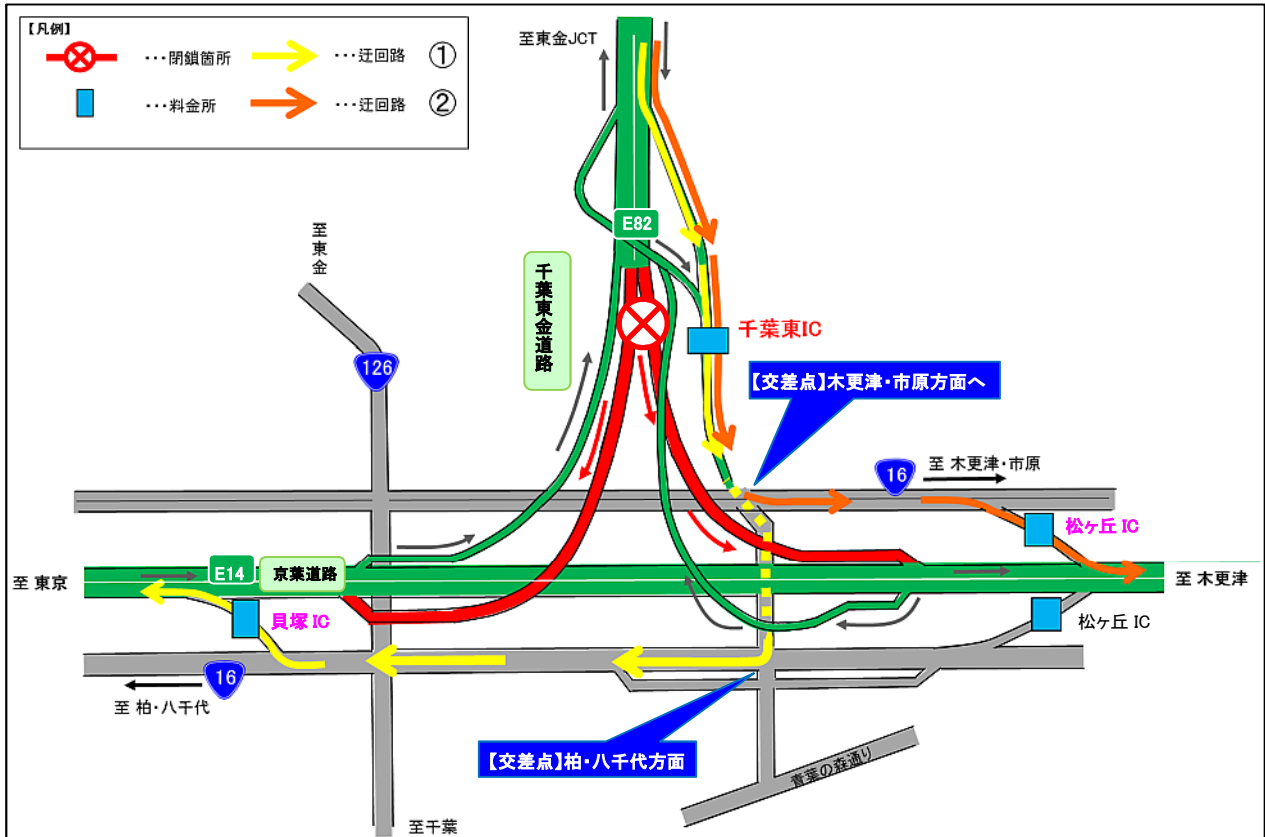 【凡例】
・・・閉鎖箇所
・・・迂回路 ①
・・・料金所
・・・迂回路 ②
至東金JCT
E82
至東金
千葉東金道路
126
千葉東IC
【交差点】木更津・市原方面へ
16
至 木更津・市原
松ヶ丘 IC
至 東京
E14
京葉道路
至 木更津
貝塚 IC
松ヶ丘 IC
16
至 柏・八千代
【交差点】柏・八千代方面
青葉の森通り
至千葉